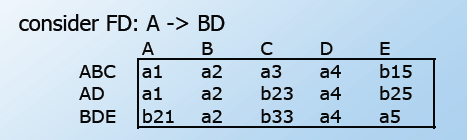 consider FD: A -> BD
A B C D E
ABC a1 a2 a3 a4 b15
AD a1 a2 b23 a4 b25
BDE b21 a2 b33 a4 a5